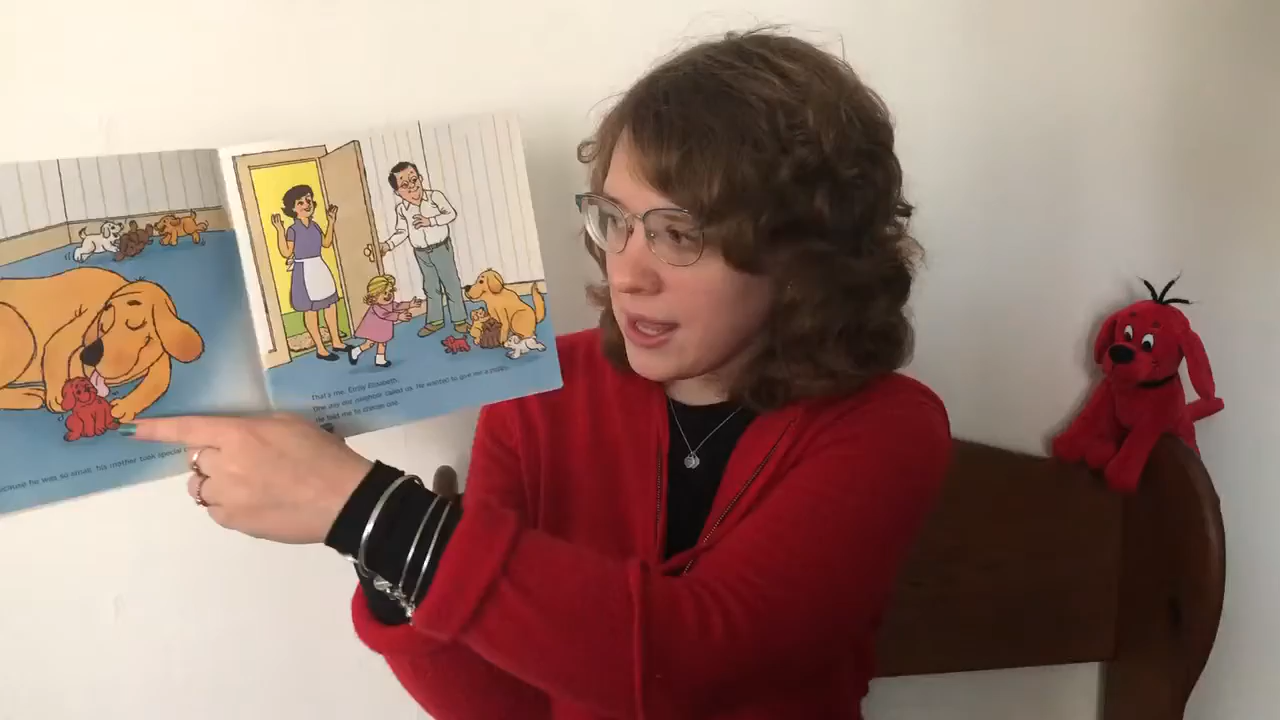 because he was so small, his mother took special
That's me, Emily Elizabeth.
One day our neighbor called us. He wanted to give me a puppy.
He told me to choose one.